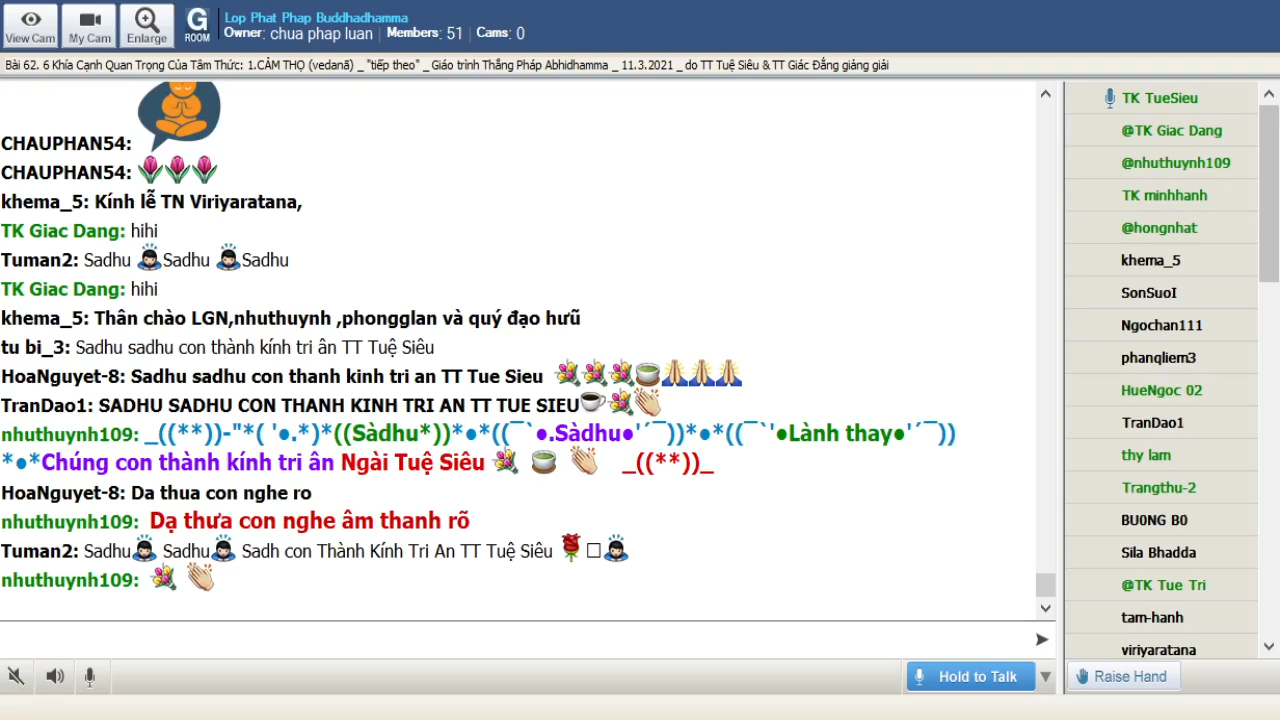 View Cam
My Cam
Enlarge
G
ROOM
Lop Phat Phap Buddhadhamma
Owner: chua phap luan | Members: 51 | Cams: 0
Bài 62. 6 Khía Cạnh Quan Trọng Của Tâm Thức: 1.CẢM THỌ (vedanā) _ "tiếp theo" _ Giáo trình Thắng Pháp Abhidhamma _ 11.3.2021 _ do TT Tuệ Siêu & TT Giác Đẳng giảng giải
CHAUPHAN54:
CHAUPHAN54: 🌷🌷🌷
khema_5: Kính lễ TN Viriyaratana,
TK Giac Dang: hihi
Tuman2: Sadhu 🙇Sadhu 🙇Sadhu
TK Giac Dang: hihi
khema_5: Thân chào LGN,nhuthuynh ,phongglan và quý đạo hưũ
tu bi_3: Sadhu sadhu con thành kính tri ân TT Tuệ Siêu
HoaNguyet-8: Sadhu sadhu con thanh kinh tri an TT Tue Sieu 💐💐💐🍵🙏🙏🙏
TranDao1: SADHU SADHU CON THANH KINH TRI AN TT TUE SIEU☕💐👏
nhuthuynh109: _((**))-"*( '●.*)*((Sàdhu*))*●*((¯`●.Sàdhu●'´¯))*●*((¯`'●Lành thay●'´¯))
*●*Chúng con thành kính tri ân Ngài Tuệ Siêu 💐 🍵 👏 _((**))_
HoaNguyet-8: Da thua con nghe ro
nhuthuynh109: Dạ thưa con nghe âm thanh rõ
Tuman2: Sadhu🙇 Sadhu🙇 Sadh con Thành Kính Tri An TT Tuệ Siêu 🌹□🙇
nhuthuynh109: 💐 👏
Hold to Talk
TK TueSieu
@TK Giac Dang
@nhuthuynh109
TK minhhanh
@hongnhat
khema_5
SonSuoI
Ngochan111
phanqliem3
HueNgoc 02
TranDao1
thy lam
Trangthu-2
BU0NG B0
Sila Bhadda
@TK Tue Tri
tam-hanh
viriyaratana
Raise Hand